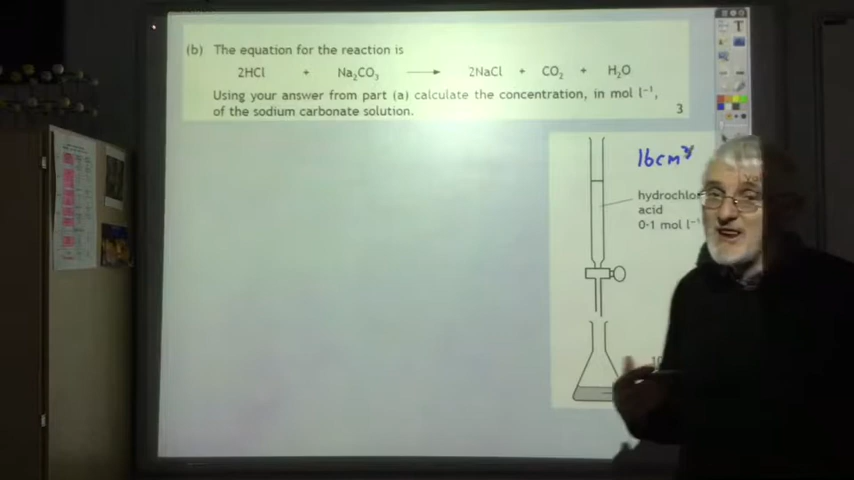 (b) The equation for the reaction is
2HCl + Na₂CO₃ ⟶ 2NaCl + CO₂ + H₂O
Using your answer from part (a) calculate the concentration, in mol l⁻¹,
of the sodium carbonate solution.
3
16cm³
acid
0·1 mol l⁻¹